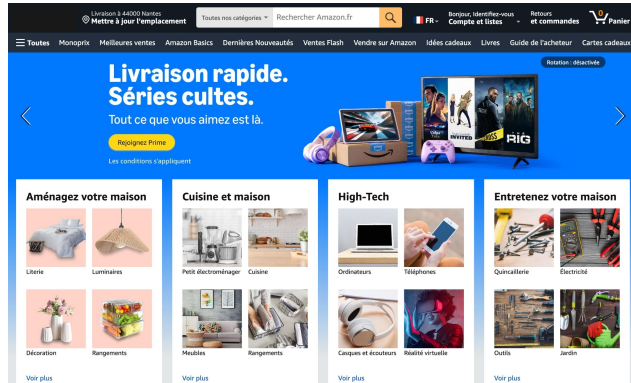 Livraison à 44000 Nantes
Mettre à jour l'emplacement
Toutes nos catégories
Rechercher Amazon.fr
FR
Bonjour, Identifiez-vous
Compte et listes
Retours
et commandes
0
Panier
Toutes Monoprix Meilleures ventes Amazon Basics Dernières Nouveautés Ventes Flash Vendre sur Amazon Idées cadeaux Livres Guide de l'acheteur Cartes cadeaux
Rotation : désactivée
Livraison rapide.
Séries cultes.
Tout ce que vous aimez est là.
Rejoignez Prime
Les conditions s'appliquent
INVITED
BOSS
RIG
Aménagez votre maison
Literie
Luminaires
Décoration
Rangements
Voir plus
Cuisine et maison
Petit électroménager
Cuisine
Meubles
Rangements
Voir plus
High-Tech
Ordinateurs
Téléphones
Casques et écouteurs
Réalité virtuelle
Voir plus
Entretenez votre maison
Quincaillerie
Électricité
Outils
Jardin
Voir plus